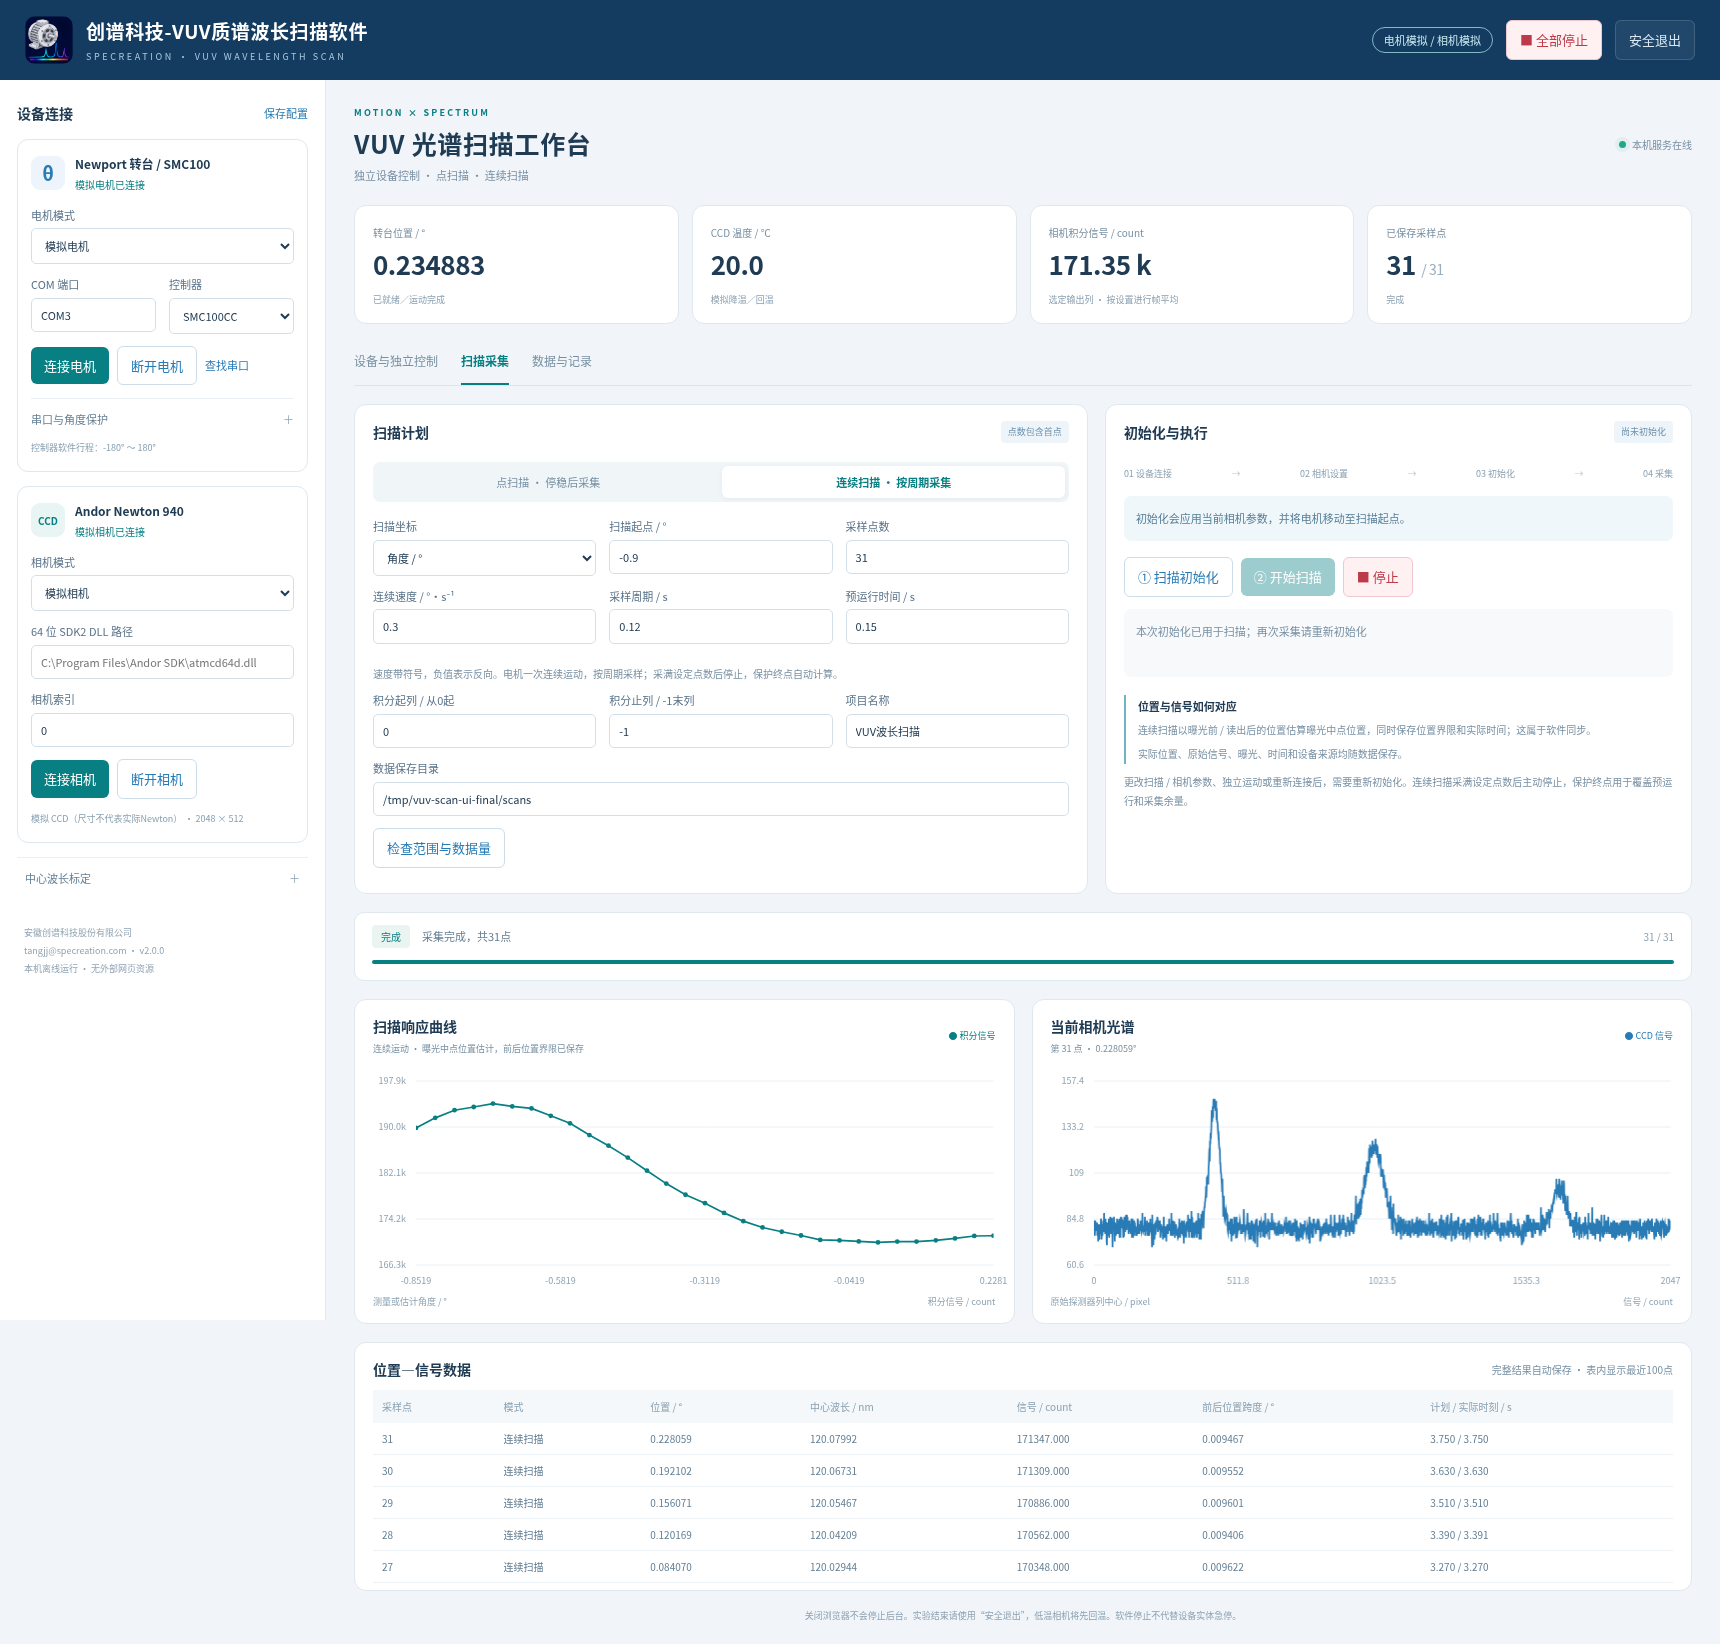 创谱科技-VUV质谱波长扫描软件
SPECREATION · VUV WAVELENGTH SCAN
电机模拟 / 相机模拟
■ 全部停止
安全退出
设备连接
保存配置
θ
Newport 转台 / SMC100
模拟电机已连接
电机模式
模拟电机
COM 端口
控制器
COM3
SMC100CC
连接电机
断开电机
查找串口
串口与角度保护
+
控制器软件行程：-180° ～ 180°
CCD
Andor Newton 940
模拟相机已连接
相机模式
模拟相机
64 位 SDK2 DLL 路径
C:\Program Files\Andor SDK\atmcd64d.dll
相机索引
0
连接相机
断开相机
模拟 CCD（尺寸不代表实际Newton） · 2048 × 512
中心波长标定
+
安徽创谱科技股份有限公司
tangjj@specreation.com · v2.0.0
本机离线运行 · 无外部网页资源
MOTION × SPECTRUM
VUV 光谱扫描工作台
独立设备控制 · 点扫描 · 连续扫描
本机服务在线
转台位置 / °
0.234883
已就绪／运动完成
CCD 温度 / °C
20.0
模拟降温／回温
相机积分信号 / count
171.35 k
选定输出列 · 按设置进行帧平均
已保存采样点
31 / 31
完成
设备与独立控制
扫描采集
数据与记录
扫描计划
点数包含首点
点扫描 · 停稳后采集
连续扫描 · 按周期采集
扫描坐标
扫描起点 / °
采样点数
角度 / °
-0.9
31
连续速度 / °·s⁻¹
采样周期 / s
预运行时间 / s
0.3
0.12
0.15
速度带符号，负值表示反向。电机一次连续运动，按周期采样；采满设定点数后停止，保护终点自动计算。
积分起列 / 从0起
积分止列 / -1末列
项目名称
0
-1
VUV波长扫描
数据保存目录
/tmp/vuv-scan-ui-final/scans
检查范围与数据量
初始化与执行
尚未初始化
01 设备连接 → 02 相机设置 → 03 初始化 → 04 采集
初始化会应用当前相机参数，并将电机移动至扫描起点。
① 扫描初始化
② 开始扫描
■ 停止
本次初始化已用于扫描；再次采集请重新初始化
位置与信号如何对应
连续扫描以曝光前 / 读出后的位置估算曝光中点位置，同时保存位置界限和实际时间；这属于软件同步。
实际位置、原始信号、曝光、时间和设备来源均随数据保存。
更改扫描 / 相机参数、独立运动或重新连接后，需要重新初始化。连续扫描采满设定点数后主动停止，保护终点用于覆盖预运
行和采集余量。
完成
采集完成，共31点
31 / 31
扫描响应曲线
连续运动 · 曝光中点位置估计，前后位置界限已保存
积分信号
197.9k
190.0k
182.1k
174.2k
166.3k
-0.8519
-0.5819
-0.3119
-0.0419
0.2281
测量或估计角度 / °
积分信号 / count
当前相机光谱
第 31 点 · 0.228059°
CCD 信号
157.4
133.2
109
84.8
60.6
0
511.8
1023.5
1535.3
2047
原始探测器列中心 / pixel
信号 / count
位置—信号数据
完整结果自动保存 · 表内显示最近100点
采样点 模式 位置 / ° 中心波长 / nm 信号 / count 前后位置跨度 / ° 计划 / 实际时刻 / s
31 连续扫描 0.228059 120.07992 171347.000 0.009467 3.750 / 3.750
30 连续扫描 0.192102 120.06731 171309.000 0.009552 3.630 / 3.630
29 连续扫描 0.156071 120.05467 170886.000 0.009601 3.510 / 3.510
28 连续扫描 0.120169 120.04209 170562.000 0.009406 3.390 / 3.391
27 连续扫描 0.084070 120.02944 170348.000 0.009622 3.270 / 3.270
关闭浏览器不会停止后台。实验结束请使用“安全退出”，低温相机将先回温。软件停止不代替设备实体急停。